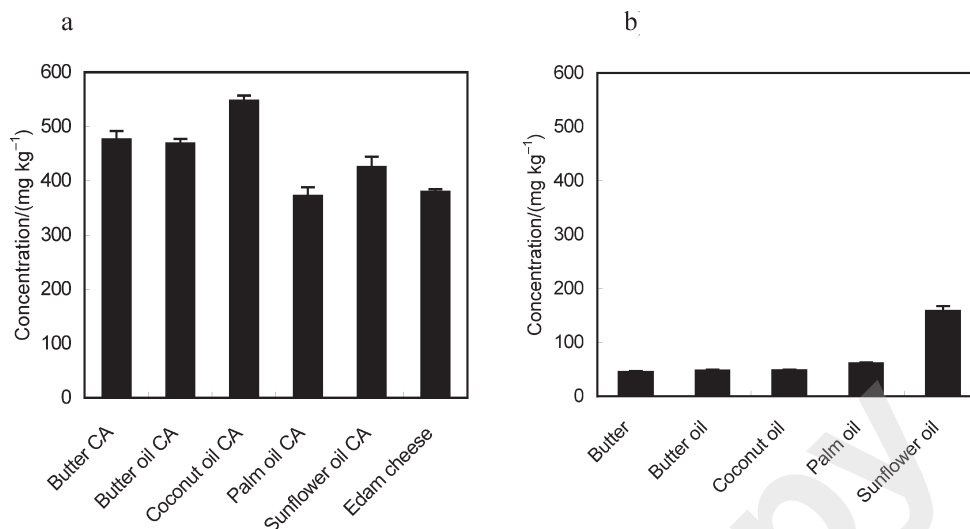 a
600
500
400
300
200
100
0
Concentration/(mg kg⁻¹)
Butter CA
Butter oil CA
Coconut oil CA
Palm oil CA
Sunflower oil CA
Edam cheese
b
600
500
400
300
200
100
0
Concentration/(mg kg⁻¹)
Butter
Butter oil
Coconut oil
Palm oil
Sunflower oil
py